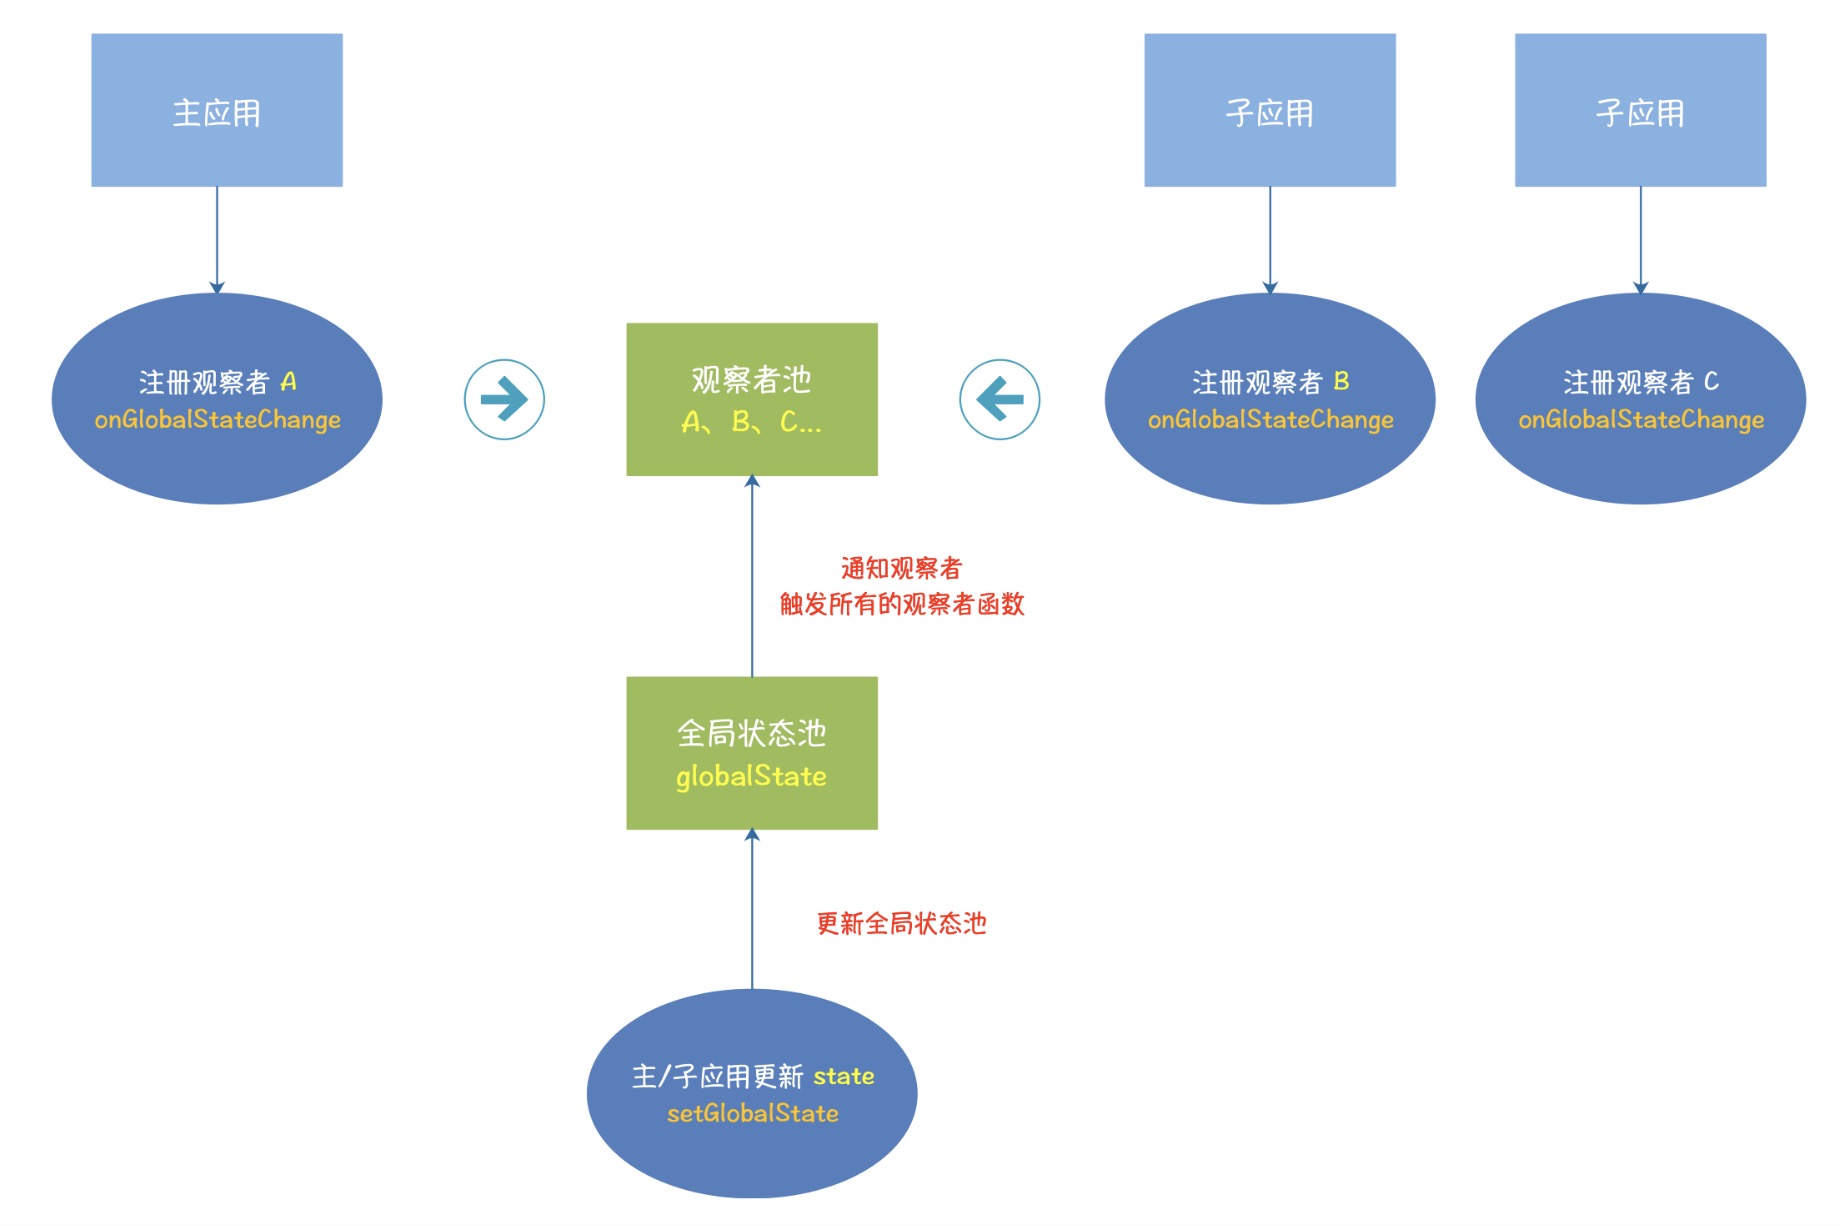 主应用
子应用
子应用
注册观察者 A
onGlobalStateChange
观察者池
A、B、C...
注册观察者 B
onGlobalStateChange
注册观察者 C
onGlobalStateChange
通知观察者
触发所有的观察者函数
全局状态池
globalState
更新全局状态池
主/子应用更新 state
setGlobalState